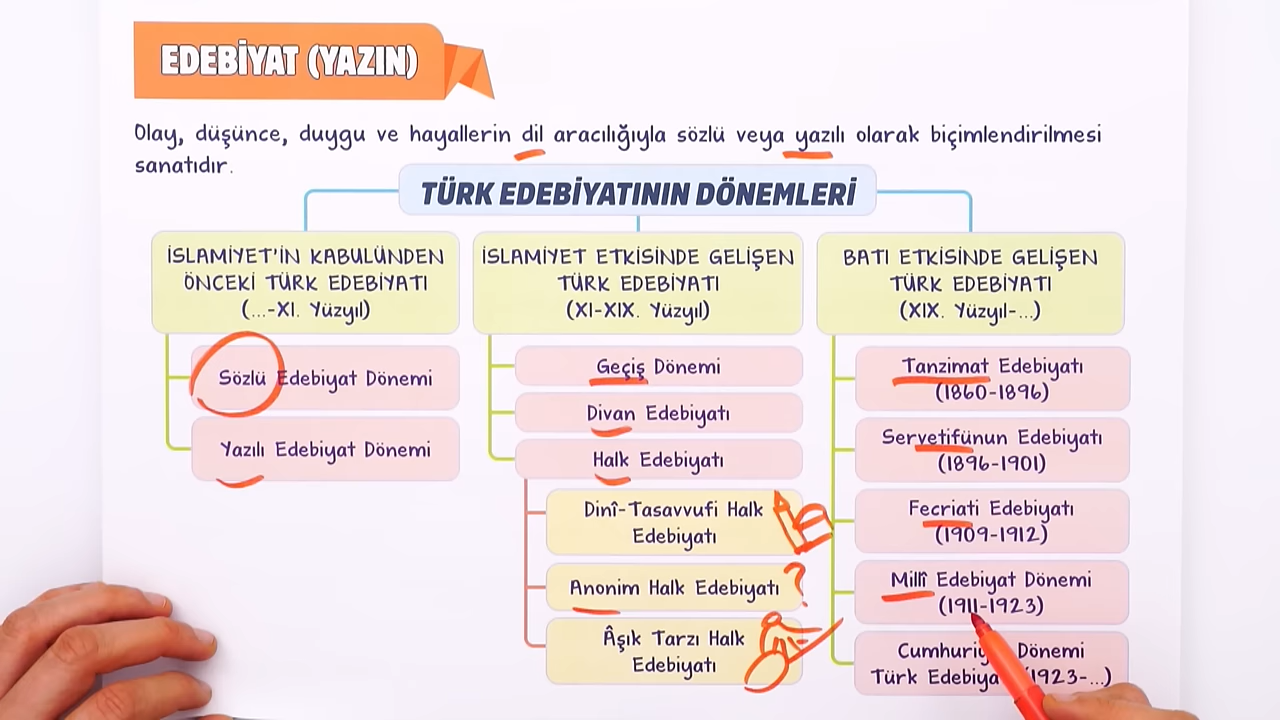 EDEBİYAT (YAZIN)
Olay, düşünce, duygu ve hayallerin dil aracılığıyla sözlü veya yazılı olarak biçimlendirilmesi
sanatıdır.
TÜRK EDEBİYATININ DÖNEMLERİ
İSLAMİYET'İN KABULÜNDEN
ÖNCEKİ TÜRK EDEBİYATI
(...-XI. Yüzyıl)
Sözlü Edebiyat Dönemi
Yazılı Edebiyat Dönemi
İSLAMİYET ETKİSİNDE GELİŞEN
TÜRK EDEBİYATI
(XI-XIX. Yüzyıl)
Geçiş Dönemi
Divan Edebiyatı
Halk Edebiyatı
Dinî-Tasavvufi Halk
Edebiyatı
Anonim Halk Edebiyatı ?
Âşık Tarzı Halk
Edebiyatı
BATI ETKİSİNDE GELİŞEN
TÜRK EDEBİYATI
(XIX. Yüzyıl-...)
Tanzimat Edebiyatı
(1860-1896)
Servetifünun Edebiyatı
(1896-1901)
Fecriati Edebiyatı
(1909-1912)
Millî Edebiyat Dönemi
(1911-1923)
Dönemi
Türk 1923-...)